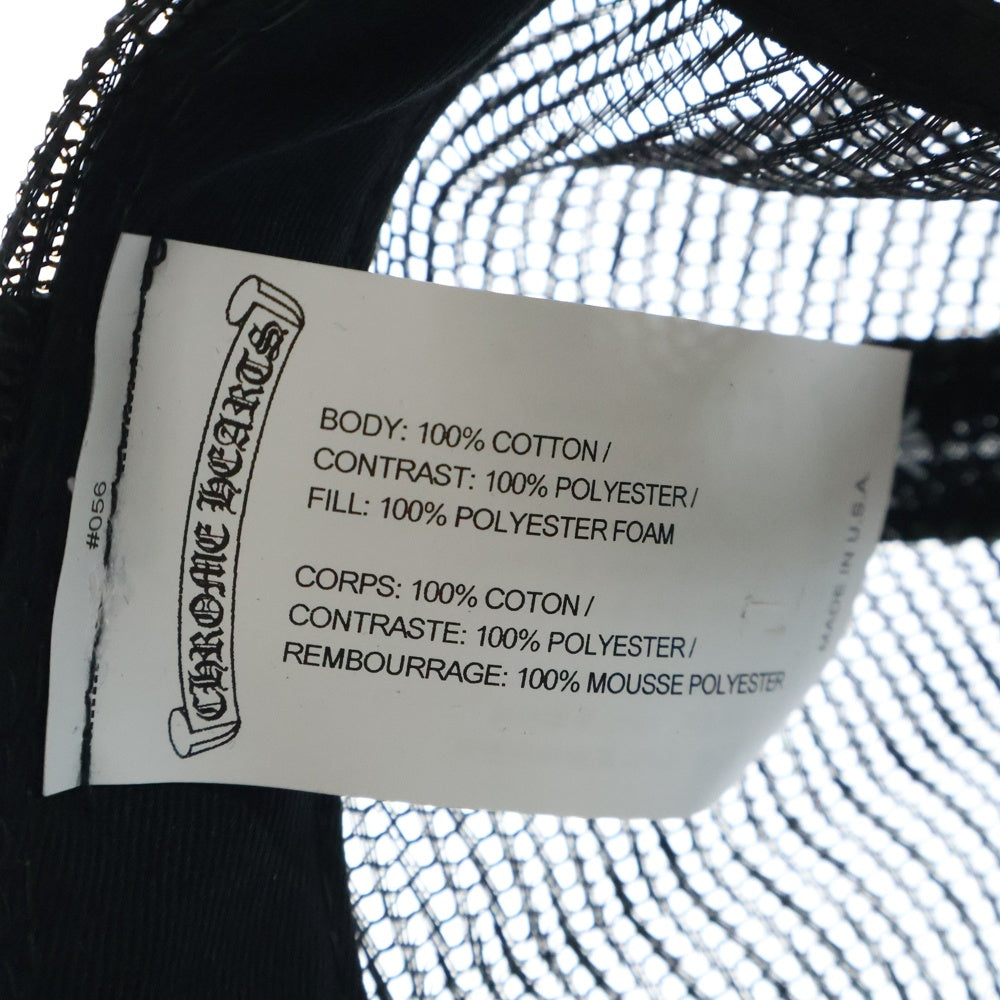 #056
CHROME HEARTS
BODY: 100% COTTON /
CONTRAST: 100% POLYESTER /
FILL: 100% POLYESTER FOAM
CORPS: 100% COTON /
CONTRASTE: 100% POLYESTER /
REMBOURRAGE: 100% MOUSSE POLYESTER
MADE IN U.S.A